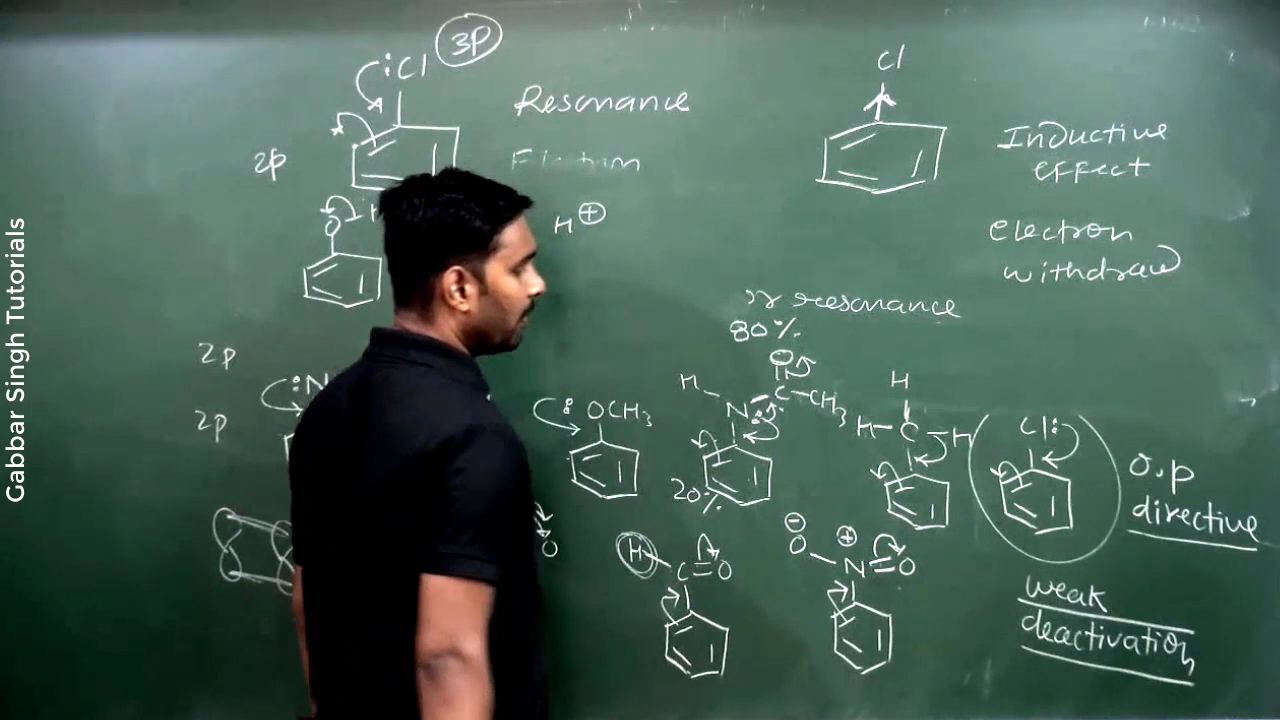 Gabbar Singh Tutorials
:Cl
3p
Resonance
2p
O
H⊕
Cl
Inductive
effect
electron
withdraw
resonance
80%
2p
:N
2p
: OCH3
H
N
:
O
C
CH3
20%
H
H
C
H
Cl:
o,p
directive
O
H
C
O
⊖
O
⊕
N
O
weak
deactivation